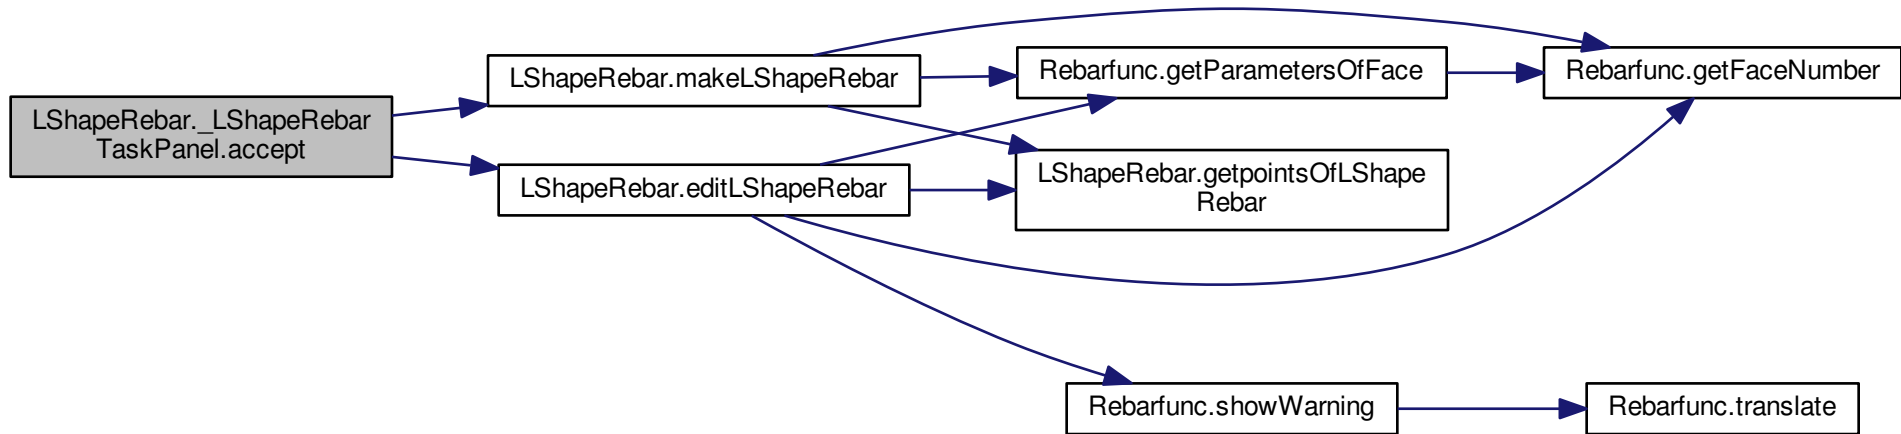 LShapeRebar._LShapeRebar
TaskPanel.accept
LShapeRebar.makeLShapeRebar
LShapeRebar.editLShapeRebar
Rebarfunc.getParametersOfFace
LShapeRebar.getpointsOfLShape
Rebar
Rebarfunc.showWarning
Rebarfunc.getFaceNumber
Rebarfunc.translate